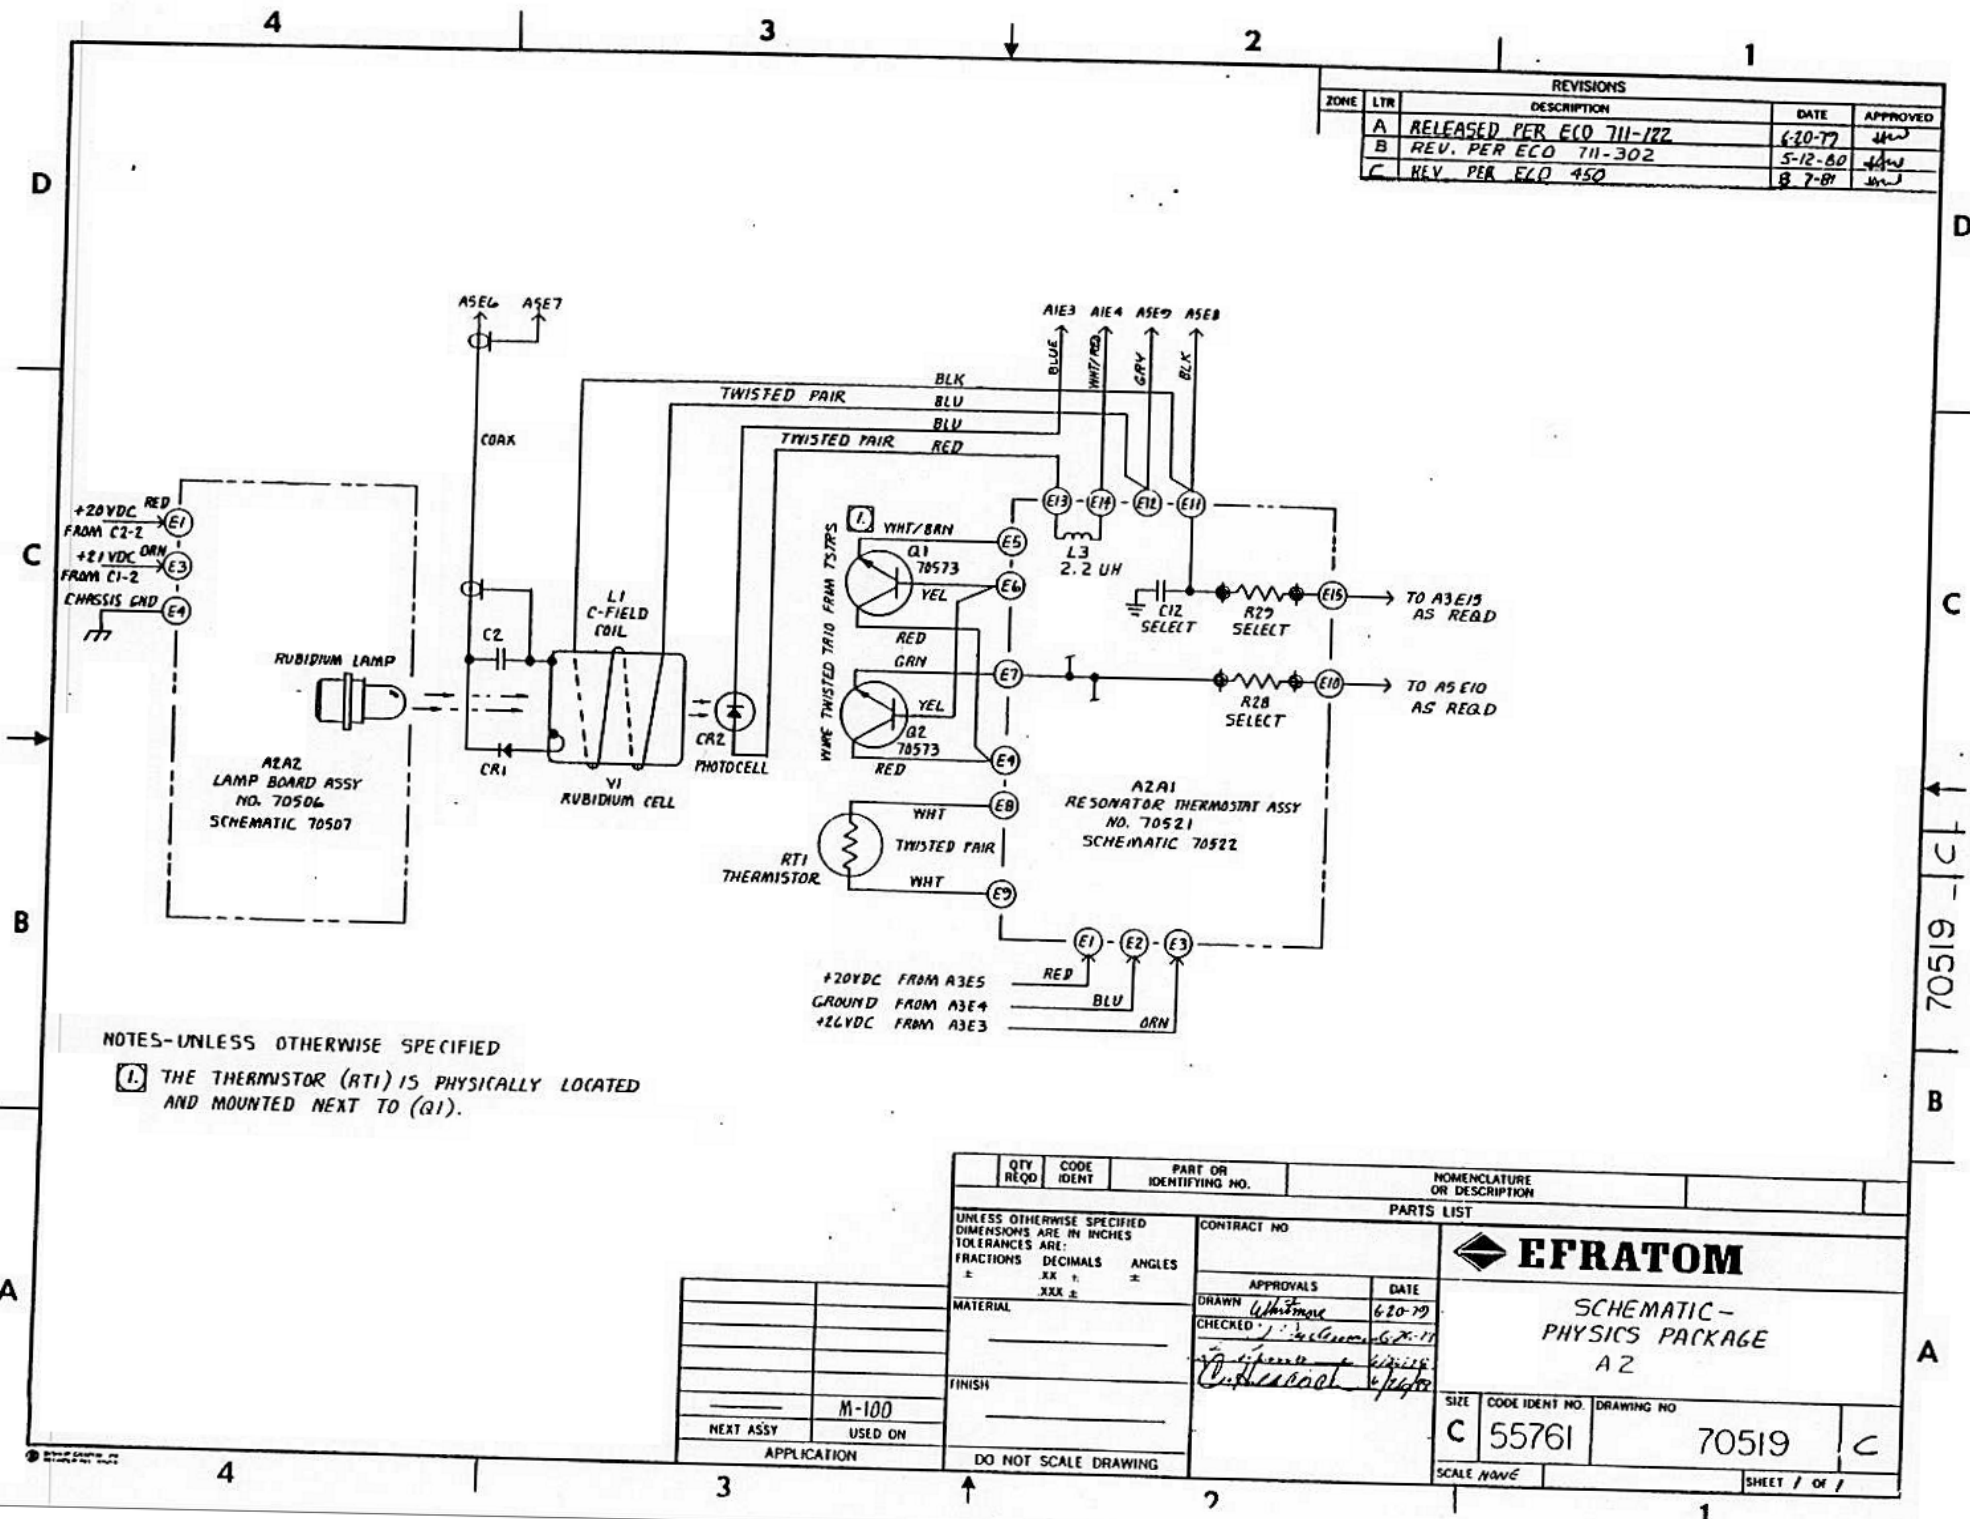 4
3
2
1
REVISIONS
ZONE LTR DESCRIPTION DATE APPROVED
A RELEASED PER ECO 711-122 6-20-79
B REV. PER ECO 711-302 5-12-80
C REV PER ECO 450 8 7-81
D
D
A5E6 A5E7
A1E3 A1E4 A5E9 A5E8
BLUE
WHT/RED
GRY
BLK
BLK
TWISTED PAIR BLU
BLU
TWISTED PAIR RED
COAX
C
+20VDC RED
FROM C2-2
E1
+21VDC ORN
FROM C1-2
E3
CHASSIS GND
E4
RUBIDIUM LAMP
A2A2
LAMP BOARD ASSY
NO. 70506
SCHEMATIC 70507
C2
CR1
L1
C-FIELD
COIL
V1
RUBIDIUM CELL
CR2
PHOTOCELL
WIRE TWISTED TRIO FROM TSTRS
1.
WHT/BRN
Q1
70573
YEL
RED
GRN
YEL
Q2
70573
RED
E5
E6
E7
E4
E8
E9
WHT
TWISTED PAIR
WHT
RT1
THERMISTOR
E13 E14 E12 E11
L3
2.2 UH
C12
SELECT
R29
SELECT
E15
TO A3E15
AS REQD
R28
SELECT
E10
TO A5E10
AS REQD
C
A2A1
RESONATOR THERMOSTAT ASSY
NO. 70521
SCHEMATIC 70522
E1 E2 E3
+20VDC FROM A3E5 RED
GROUND FROM A3E4 BLU
+26VDC FROM A3E3 ORN
B
B
70519 - C
NOTES-UNLESS OTHERWISE SPECIFIED
1. THE THERMISTOR (RT1) IS PHYSICALLY LOCATED
AND MOUNTED NEXT TO (Q1).
QTY REQD
CODE IDENT
PART OR IDENTIFYING NO.
NOMENCLATURE OR DESCRIPTION
PARTS LIST
UNLESS OTHERWISE SPECIFIED
DIMENSIONS ARE IN INCHES
TOLERANCES ARE:
FRACTIONS DECIMALS ANGLES
± .XX ± ±
.XXX ±
MATERIAL
FINISH
DO NOT SCALE DRAWING
CONTRACT NO
APPROVALS DATE
DRAWN Whitmore 6-20-79
CHECKED
EFRATOM
SCHEMATIC-
PHYSICS PACKAGE
A2
SIZE CODE IDENT NO. DRAWING NO
C 55761 70519 C
SCALE NONE
SHEET 1 OF 1
M-100
NEXT ASSY USED ON
APPLICATION
A
A
4
3
2
1